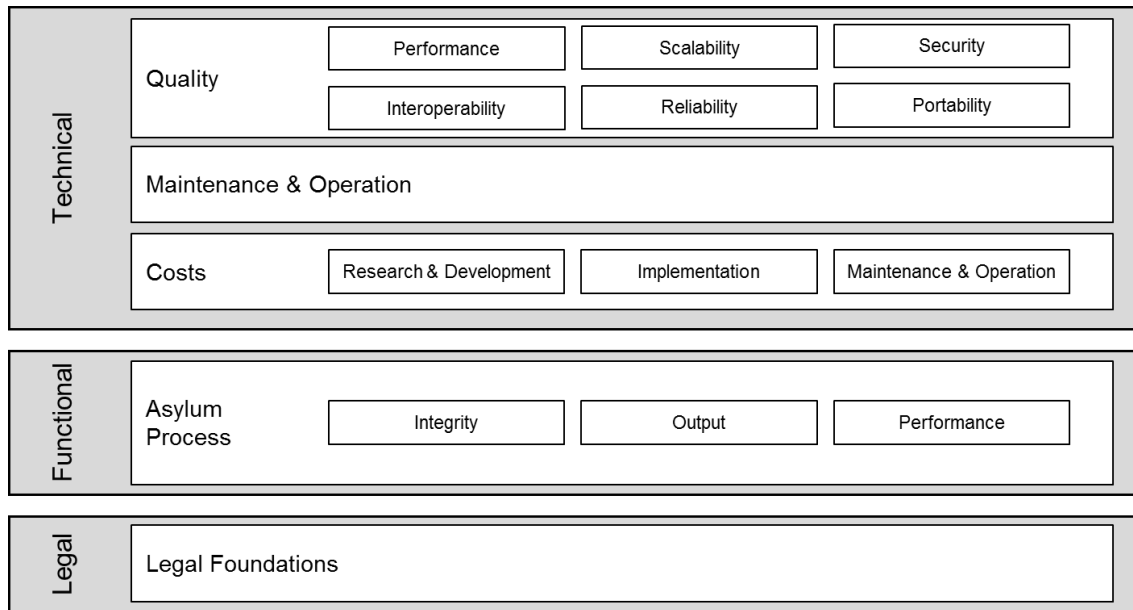 Technical
Quality
Performance
Scalability
Security
Interoperability
Reliability
Portability
Maintenance & Operation
Costs
Research & Development
Implementation
Maintenance & Operation
Functional
Asylum
Process
Integrity
Output
Performance
Legal
Legal Foundations